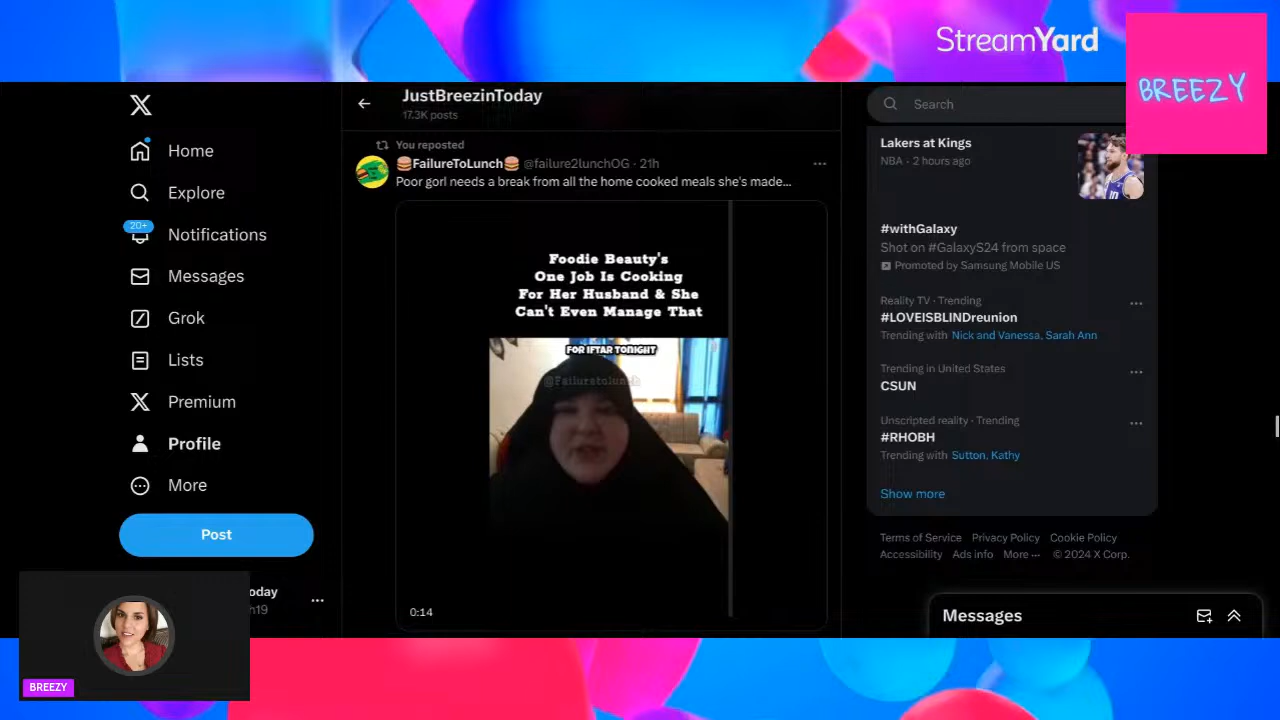 StreamYard
BREEZY
JustBreezinToday
17.3K posts
Search
Home
Explore
20+
Notifications
Messages
Grok
Lists
Premium
Profile
More
Post
oday
n19
You reposted
🍔FailureToLunch🍔 @failure2lunchOG · 21h
Poor gorl needs a break from all the home cooked meals she's made...
Foodie Beauty's
One Job Is Cooking
For Her Husband & She
Can't Even Manage That
FOR IFTAR TONIGHT
@Failuretolunch
0:14
Lakers at Kings
NBA · 2 hours ago
#withGalaxy
Shot on #GalaxyS24 from space
Promoted by Samsung Mobile US
Reality TV · Trending
#LOVEISBLINDreunion
Trending with Nick and Vanessa, Sarah Ann
Trending in United States
CSUN
Unscripted reality · Trending
#RHOBH
Trending with Sutton, Kathy
Show more
Terms of Service Privacy Policy Cookie Policy
Accessibility Ads info More ··· © 2024 X Corp.
Messages
BREEZY